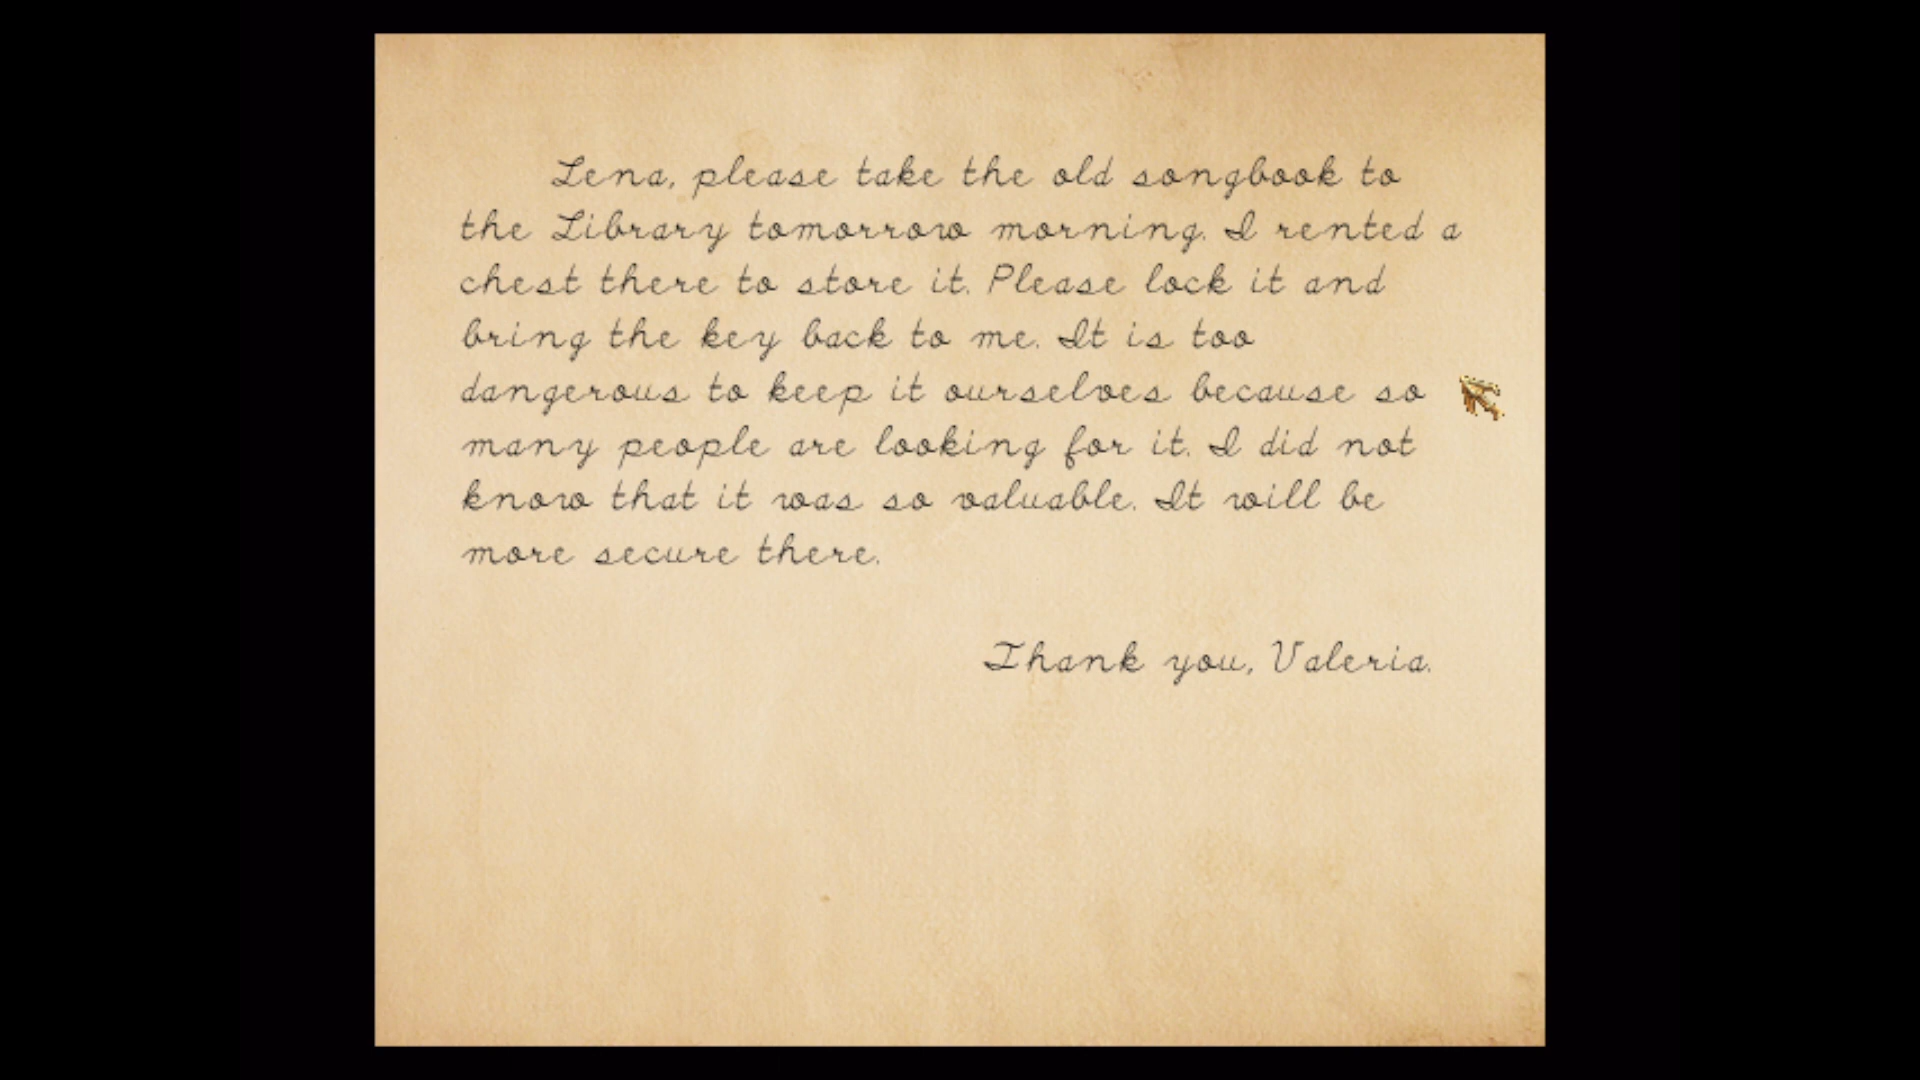 Lena, please take the old songbook to
the Library tomorrow morning. I rented a
chest there to store it. Please lock it and
bring the key back to me. It is too
dangerous to keep it ourselves because so
many people are looking for it. I did not
know that it was so valuable. It will be
more secure there.
Thank you, Valeria.